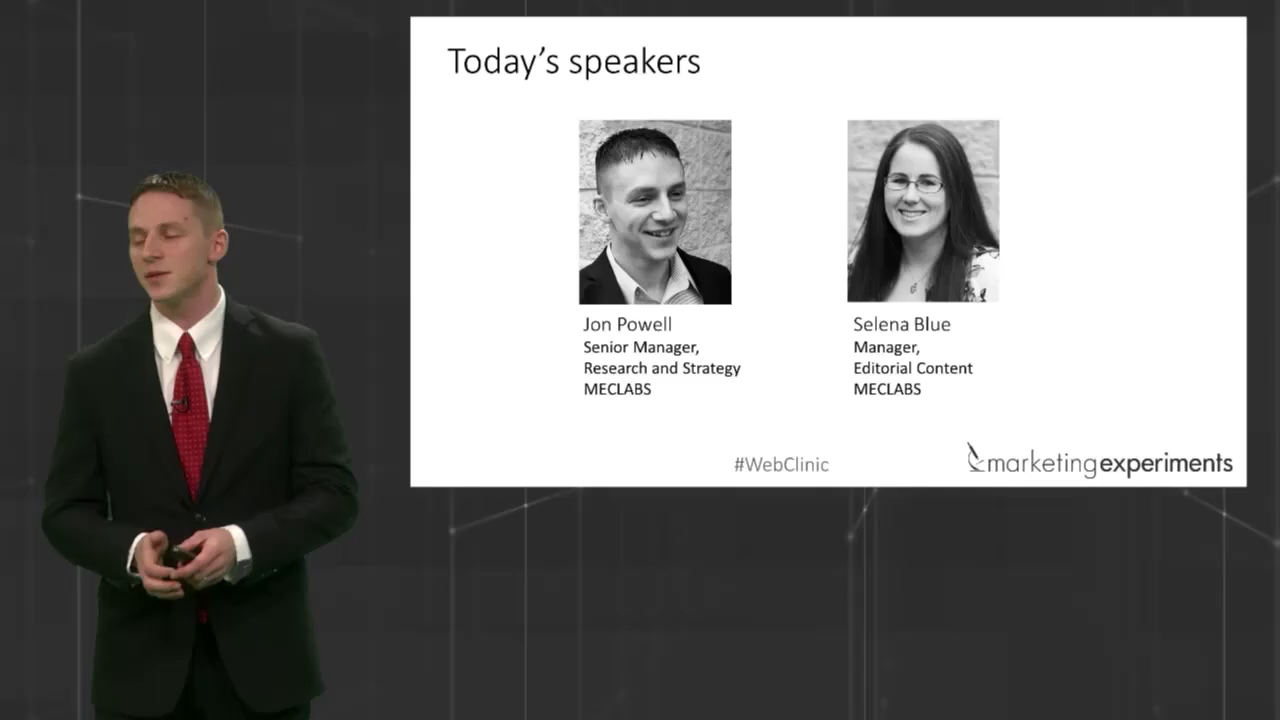 Today's speakers
Jon Powell
Senior Manager,
Research and Strategy
MECLABS
Selena Blue
Manager,
Editorial Content
MECLABS
#WebClinic
marketingexperiments